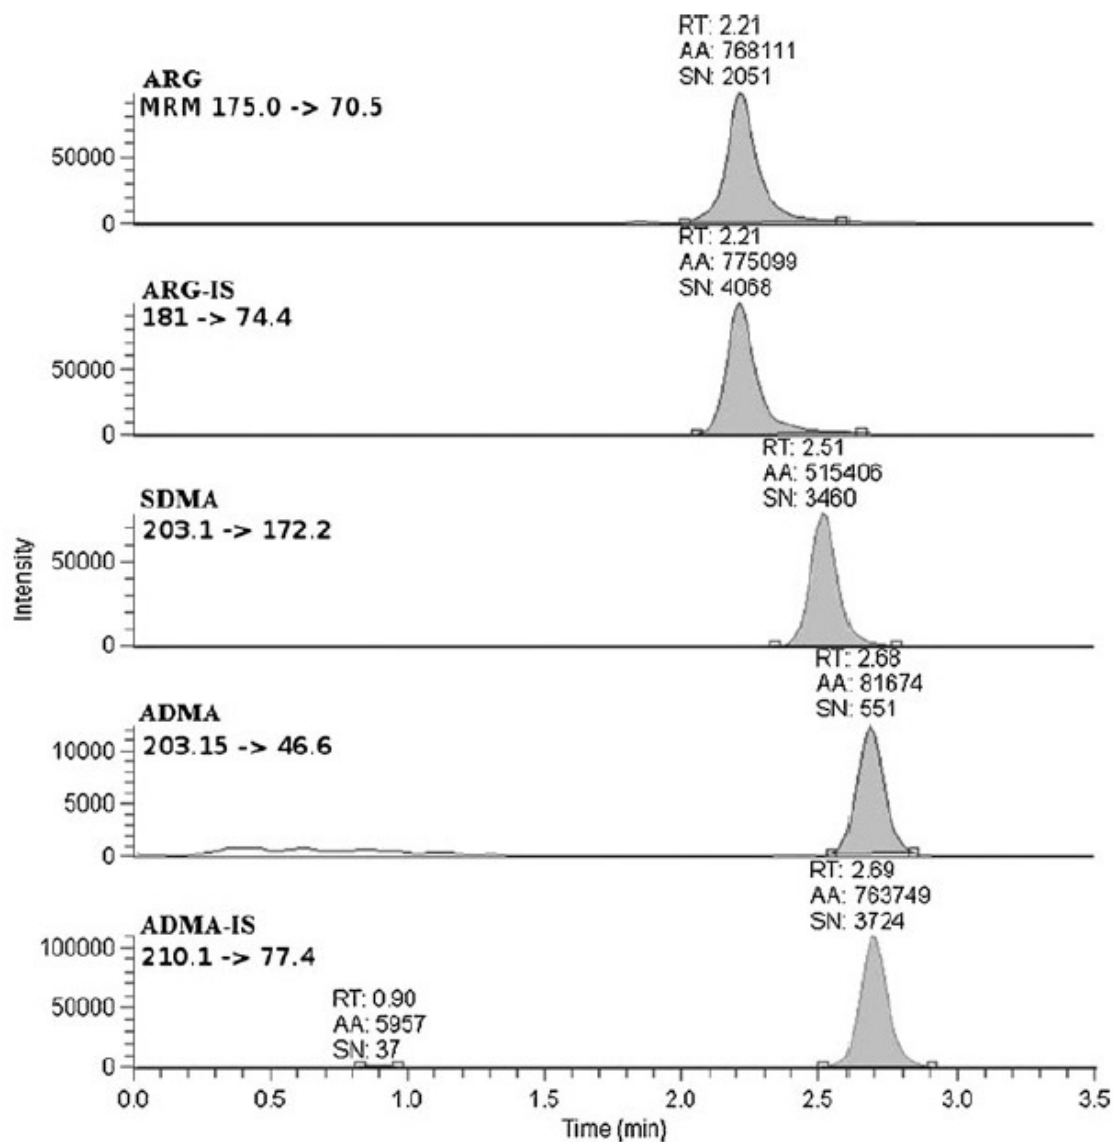 RT: 2.21
AA: 768111
SN: 2051
ARG
MRM 175.0 -> 70.5
50000
0
RT: 2.21
AA: 775099
SN: 4068
ARG-IS
181 -> 74.4
50000
0
RT: 2.51
AA: 515406
SN: 3460
SDMA
203.1 -> 172.2
50000
0
Intensity
RT: 2.68
AA: 81674
SN: 551
ADMA
203.15 -> 46.6
10000
5000
0
RT: 2.69
AA: 763749
SN: 3724
ADMA-IS
210.1 -> 77.4
100000
50000
0
RT: 0.90
AA: 5957
SN: 37
0.0 0.5 1.0 1.5 2.0 2.5 3.0 3.5
Time (min)